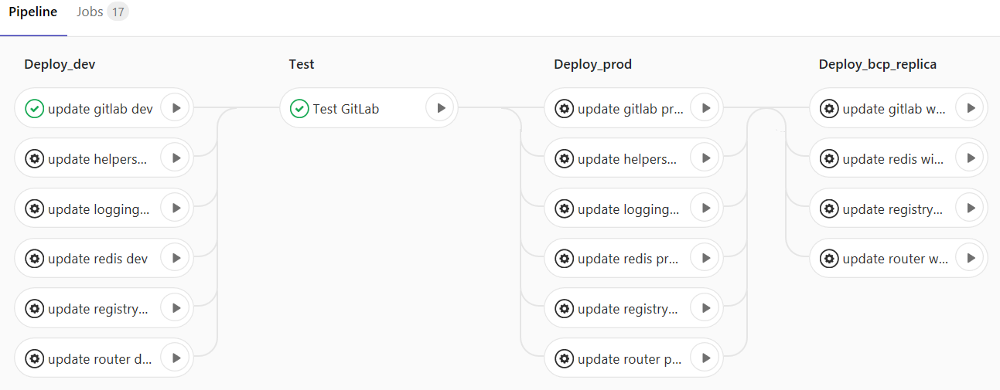 Pipeline Jobs 17
Deploy_dev
update gitlab dev
update helpers...
update logging...
update redis dev
update registry...
update router d...
Test
Test GitLab
Deploy_prod
update gitlab pr...
update helpers...
update logging...
update redis pr...
update registry...
update router p...
Deploy_bcp_replica
update gitlab w...
update redis wi...
update registry...
update router w...